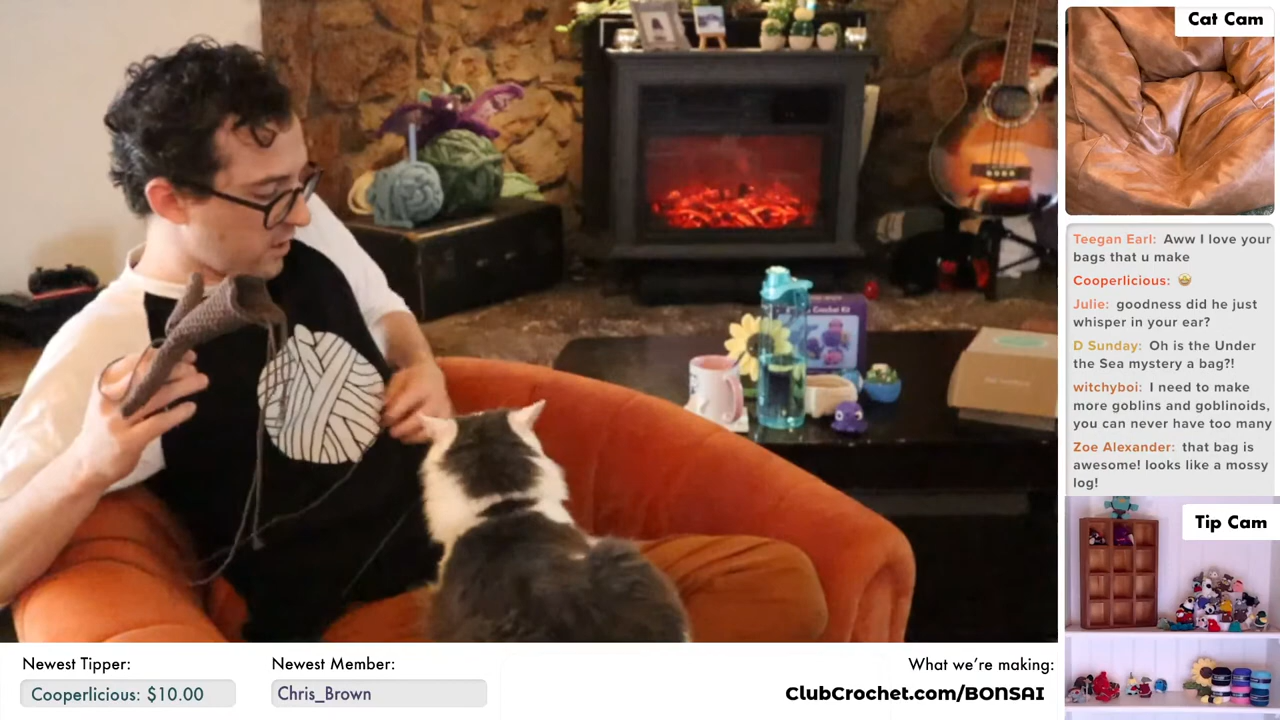 Cat Cam
Teegan Earl: Aww I love your
bags that u make
Cooperlicious: 🤩
Julie: goodness did he just
whisper in your ear?
D Sunday: Oh is the Under
the Sea mystery a bag?!
witchyboi: I need to make
more goblins and goblinoids,
you can never have too many
Zoe Alexander: that bag is
awesome! looks like a mossy
log!
Tip Cam
Crochet Kit
A
Newest Tipper:
Cooperlicious: $10.00
Newest Member:
Chris_Brown
What we're making:
ClubCrochet.com/BONSAI